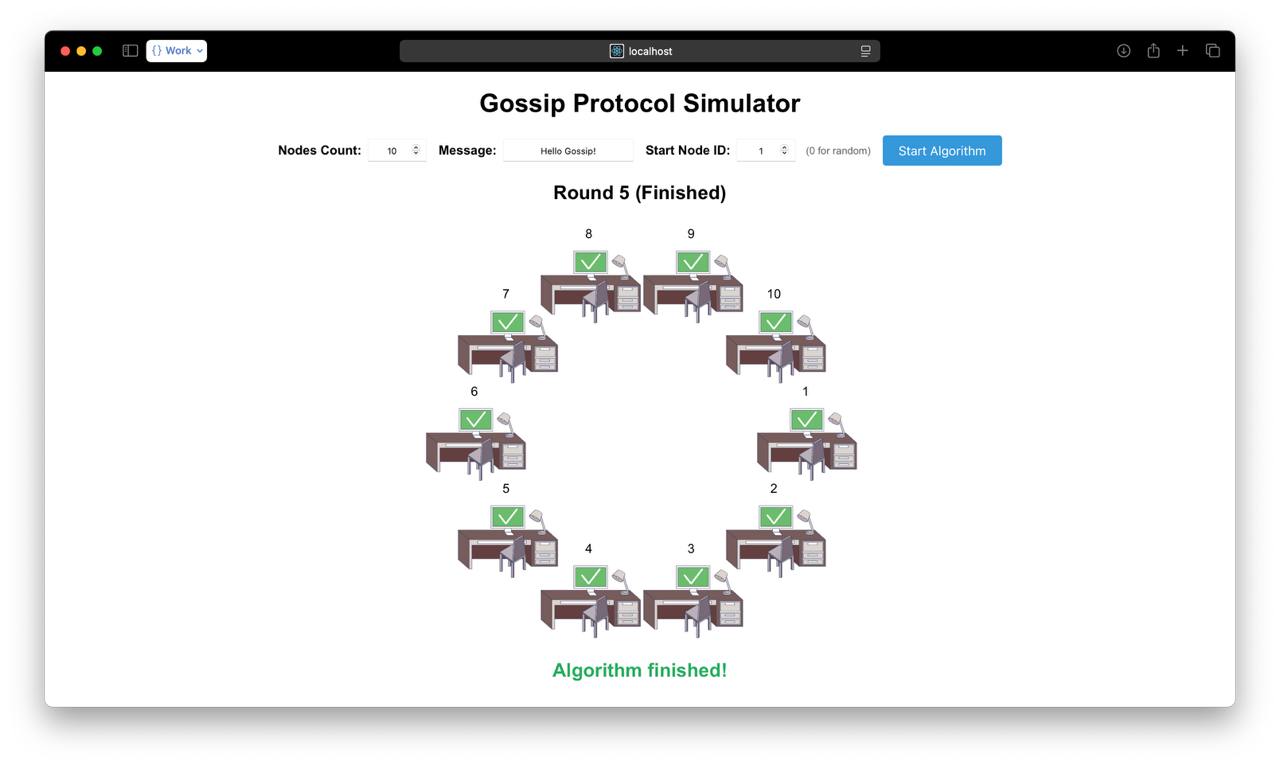 {} Work
localhost
Gossip Protocol Simulator
Nodes Count: 10 Message: Hello Gossip! Start Node ID: 1 (0 for random) Start Algorithm
Round 5 (Finished)
8 9
7 10
6 1
5 2
4 3
Algorithm finished!